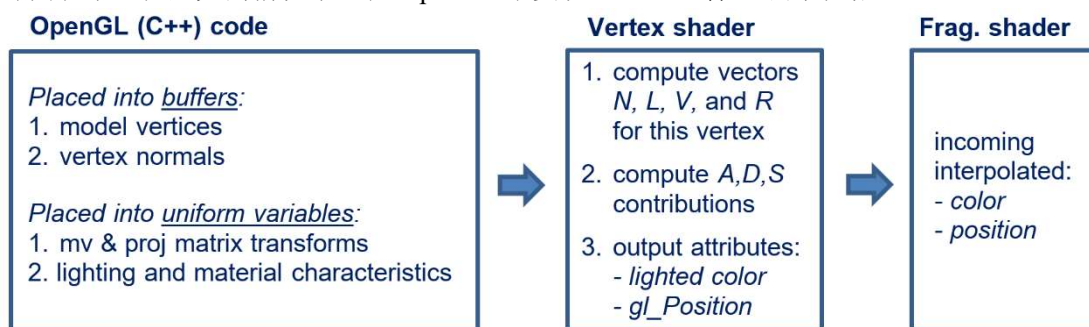 OpenGL (C++) code
Placed into buffers:
1. model vertices
2. vertex normals
Placed into uniform variables:
1. mv & proj matrix transforms
2. lighting and material characteristics
Vertex shader
1. compute vectors
N, L, V, and R
for this vertex
2. compute A,D,S
contributions
3. output attributes:
- lighted color
- gl_Position
Frag. shader
incoming
interpolated:
- color
- position